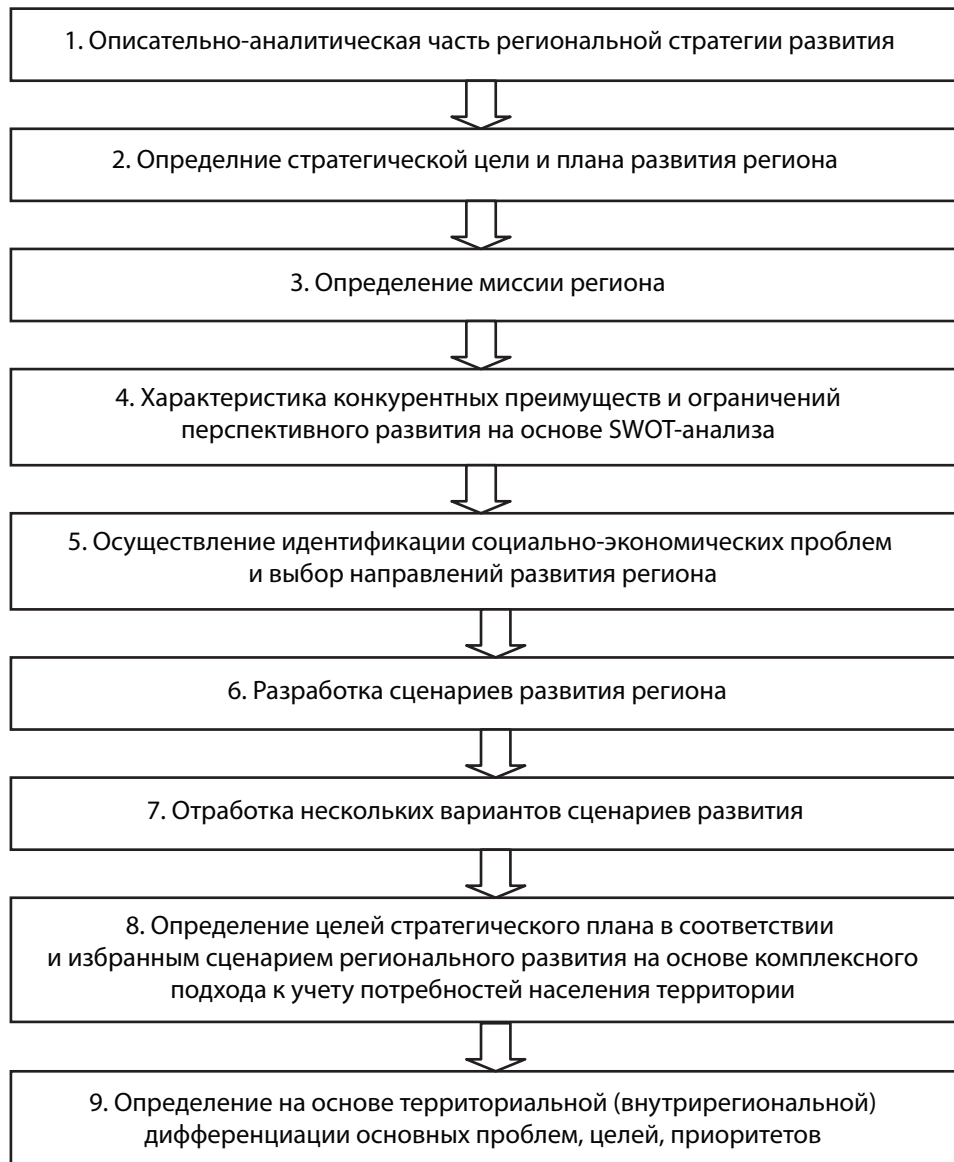 1. Описательно-аналитическая часть региональной стратегии развития
2. Определние стратегической цели и плана развития региона
3. Определение миссии региона
4. Характеристика конкурентных преимуществ и ограничений
перспективного развития на основе SWOT-анализа
5. Осуществление идентификации социально-экономических проблем
и выбор направлений развития региона
6. Разработка сценариев развития региона
7. Отработка нескольких вариантов сценариев развития
8. Определение целей стратегического плана в соответствии
и избранным сценарием регионального развития на основе комплексного
подхода к учету потребностей населения территории
9. Определение на основе территориальной (внутрирегиональной)
дифференциации основных проблем, целей, приоритетов